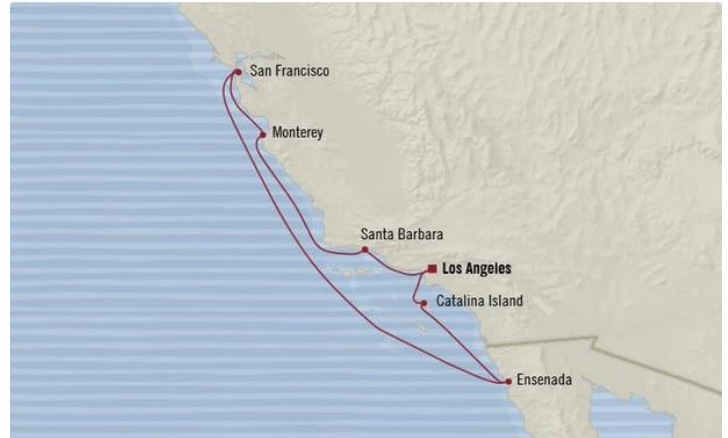 San Francisco
Monterey
Santa Barbara
Los Angeles
Catalina Island
Ensenada